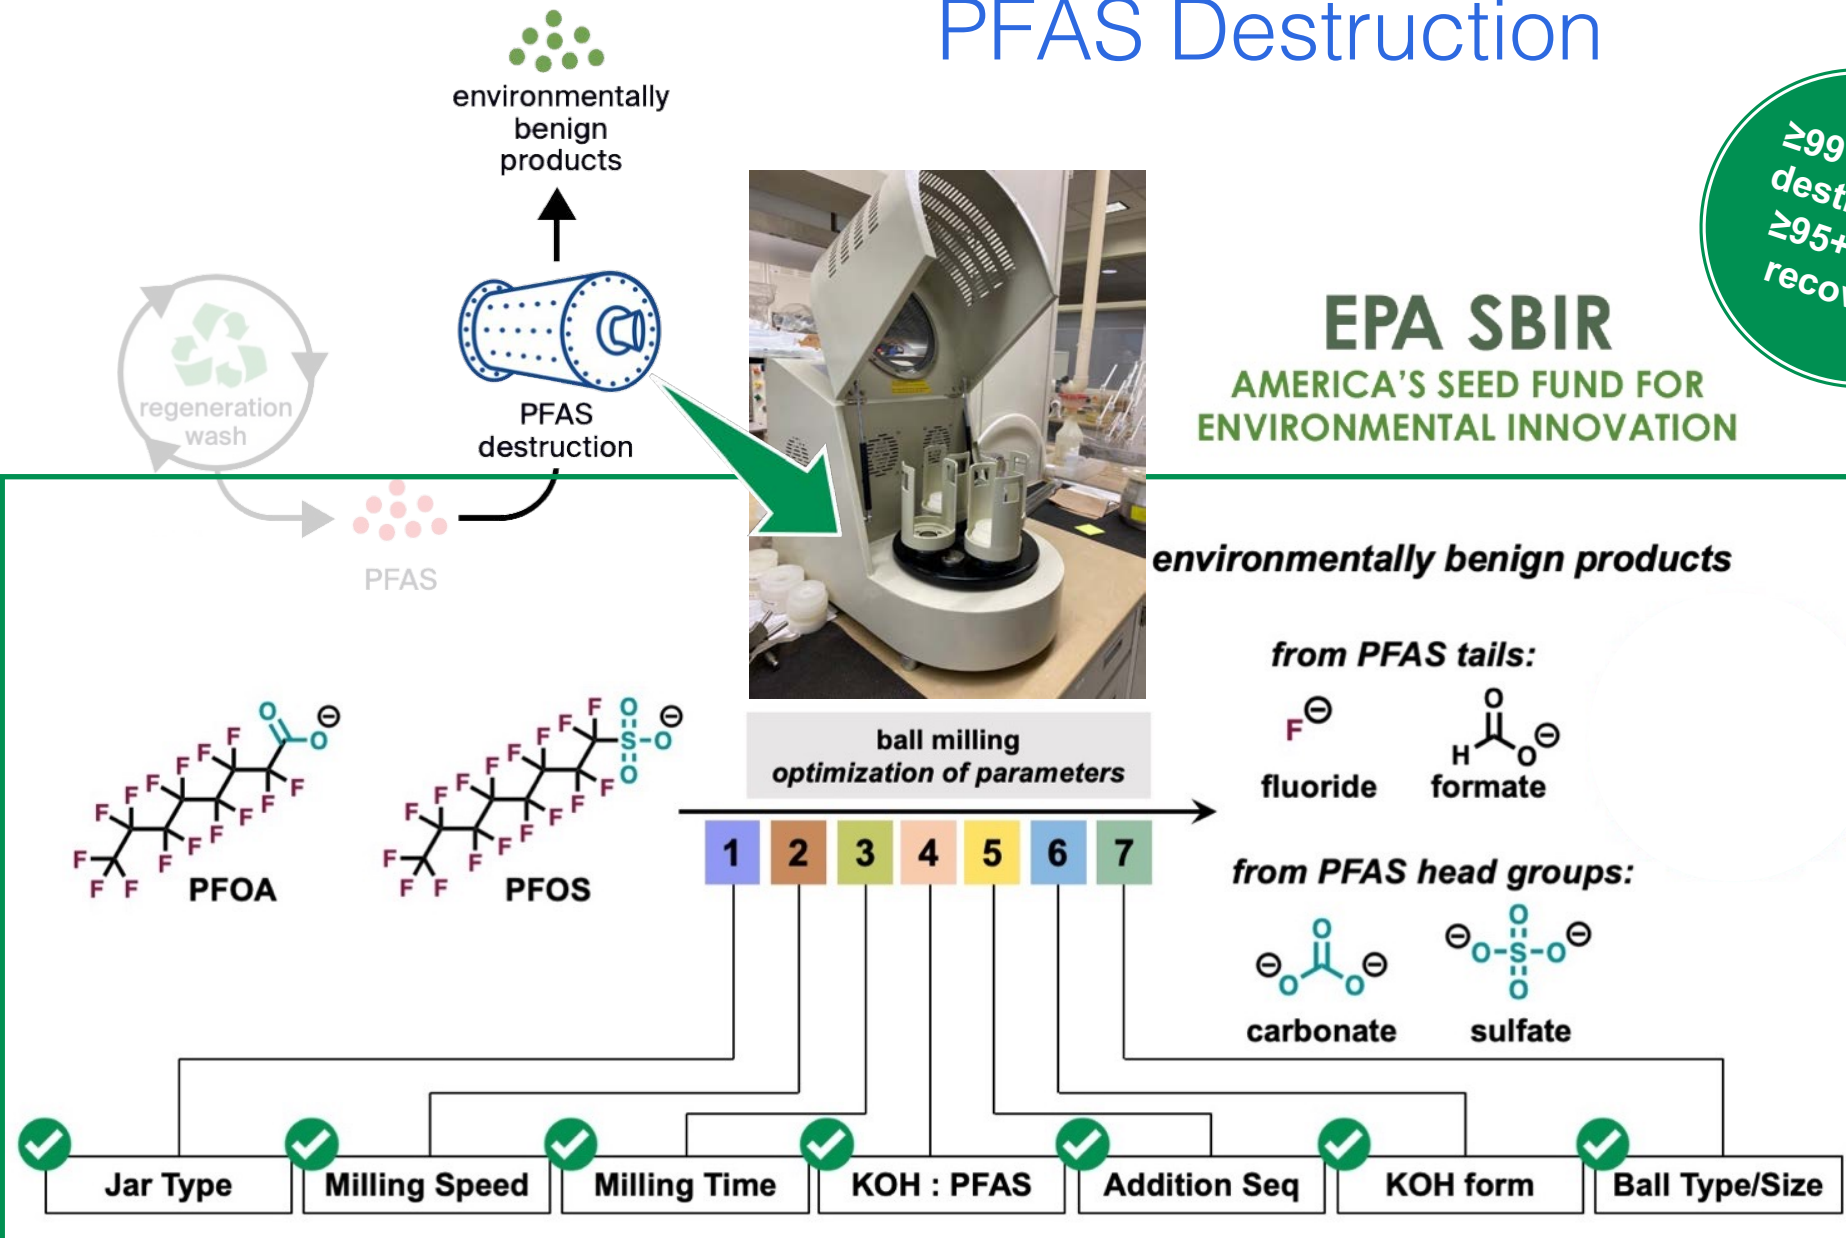 PFAS Destruction
environmentally
benign
products
≥99
≥95+
regeneration
wash
PFAS
destruction
PFAS
EPA SBIR
AMERICA'S SEED FUND FOR
ENVIRONMENTAL INNOVATION
environmentally benign products
from PFAS tails:
F⊖
H O O⊖
fluoride formate
from PFAS head groups:
⊖O O O⊖
⊖O-S-O⊖
O
O
carbonate sulfate
F F F F F F F F F F F F F F F O O⊖
PFOA
F F F F F F F F F F F F F F F F F O S O O⊖
PFOS
ball milling
optimization of parameters
1 2 3 4 5 6 7
Jar Type
Milling Speed
Milling Time
KOH : PFAS
Addition Seq
KOH form
Ball Type/Size